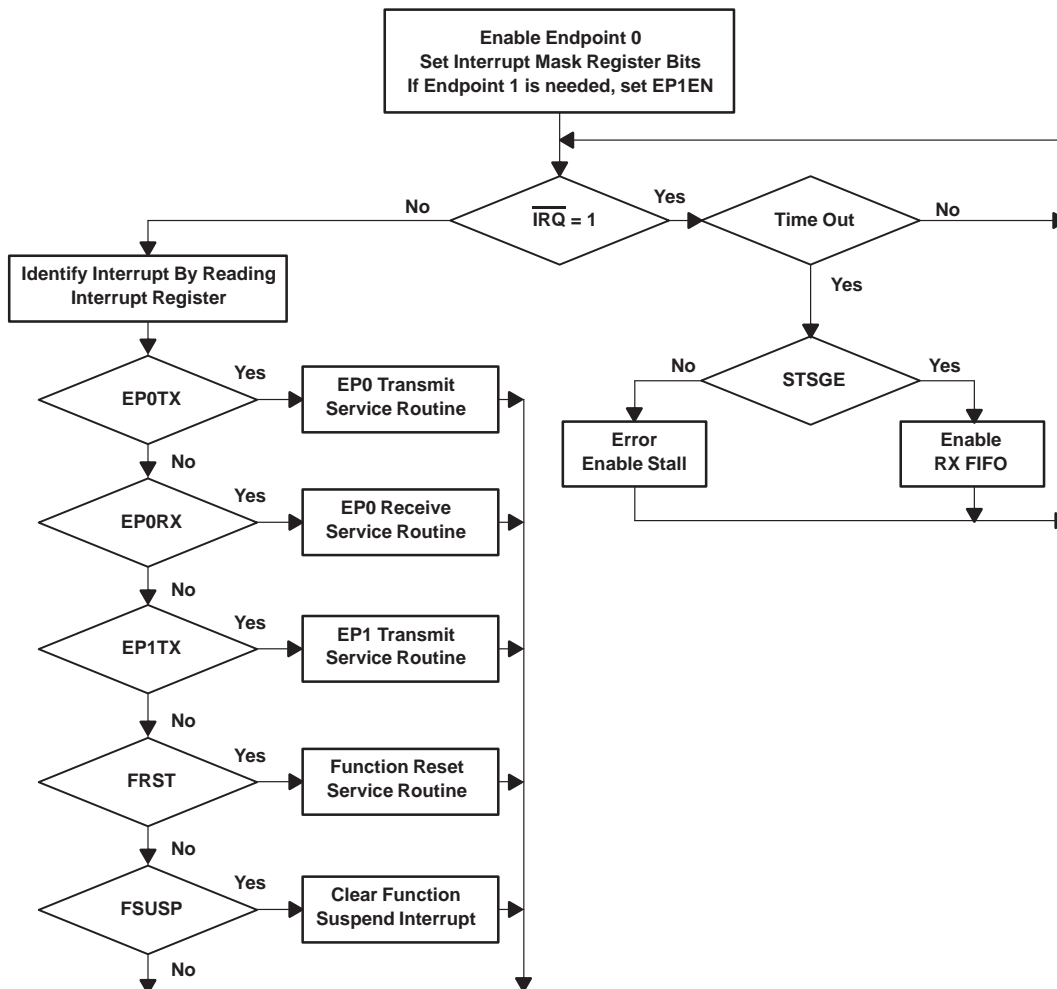 Enable Endpoint 0
Set Interrupt Mask Register Bits
If Endpoint 1 is needed, set EP1EN
No
IRQ = 1
Yes
Time Out
No
Identify Interrupt By Reading
Interrupt Register
Yes
EP0TX
Yes
EP0 Transmit
Service Routine
No
STSGE
Yes
Error
Enable Stall
Enable
RX FIFO
No
EP0RX
Yes
EP0 Receive
Service Routine
No
EP1TX
Yes
EP1 Transmit
Service Routine
No
FRST
Yes
Function Reset
Service Routine
No
FSUSP
Yes
Clear Function
Suspend Interrupt
No